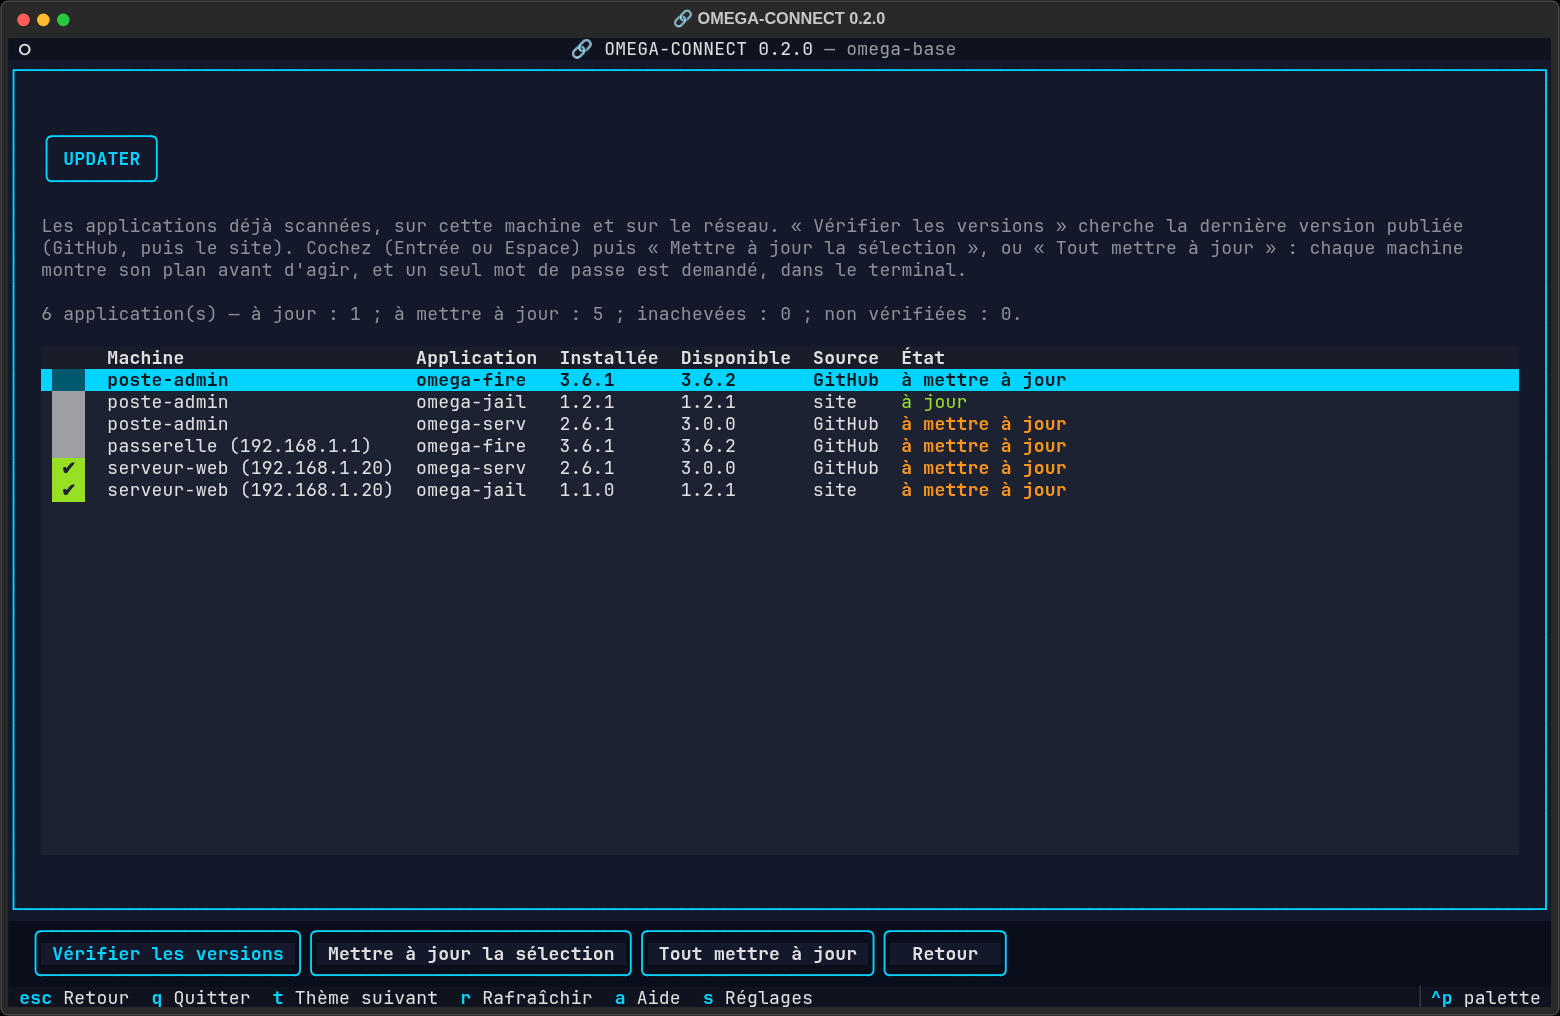 🔗 OMEGA-CONNECT 0.2.0
🔗 OMEGA-CONNECT 0.2.0 — omega-base
UPDATER
Les applications déjà scannées, sur cette machine et sur le réseau. « Vérifier les versions » cherche la dernière version publiée
(GitHub, puis le site). Cochez (Entrée ou Espace) puis « Mettre à jour la sélection », ou « Tout mettre à jour » : chaque machine
montre son plan avant d'agir, et un seul mot de passe est demandé, dans le terminal.
6 application(s) — à jour : 1 ; à mettre à jour : 5 ; inachevées : 0 ; non vérifiées : 0.
Machine Application Installée Disponible Source État
poste-admin omega-fire 3.6.1 3.6.2 GitHub à mettre à jour
poste-admin omega-jail 1.2.1 1.2.1 site à jour
poste-admin omega-serv 2.6.1 3.0.0 GitHub à mettre à jour
passerelle (192.168.1.1) omega-fire 3.6.1 3.6.2 GitHub à mettre à jour
✔ serveur-web (192.168.1.20) omega-serv 2.6.1 3.0.0 GitHub à mettre à jour
✔ serveur-web (192.168.1.20) omega-jail 1.1.0 1.2.1 site à mettre à jour
Vérifier les versions Mettre à jour la sélection Tout mettre à jour Retour
esc Retour q Quitter t Thème suivant r Rafraîchir a Aide s Réglages ^p palette